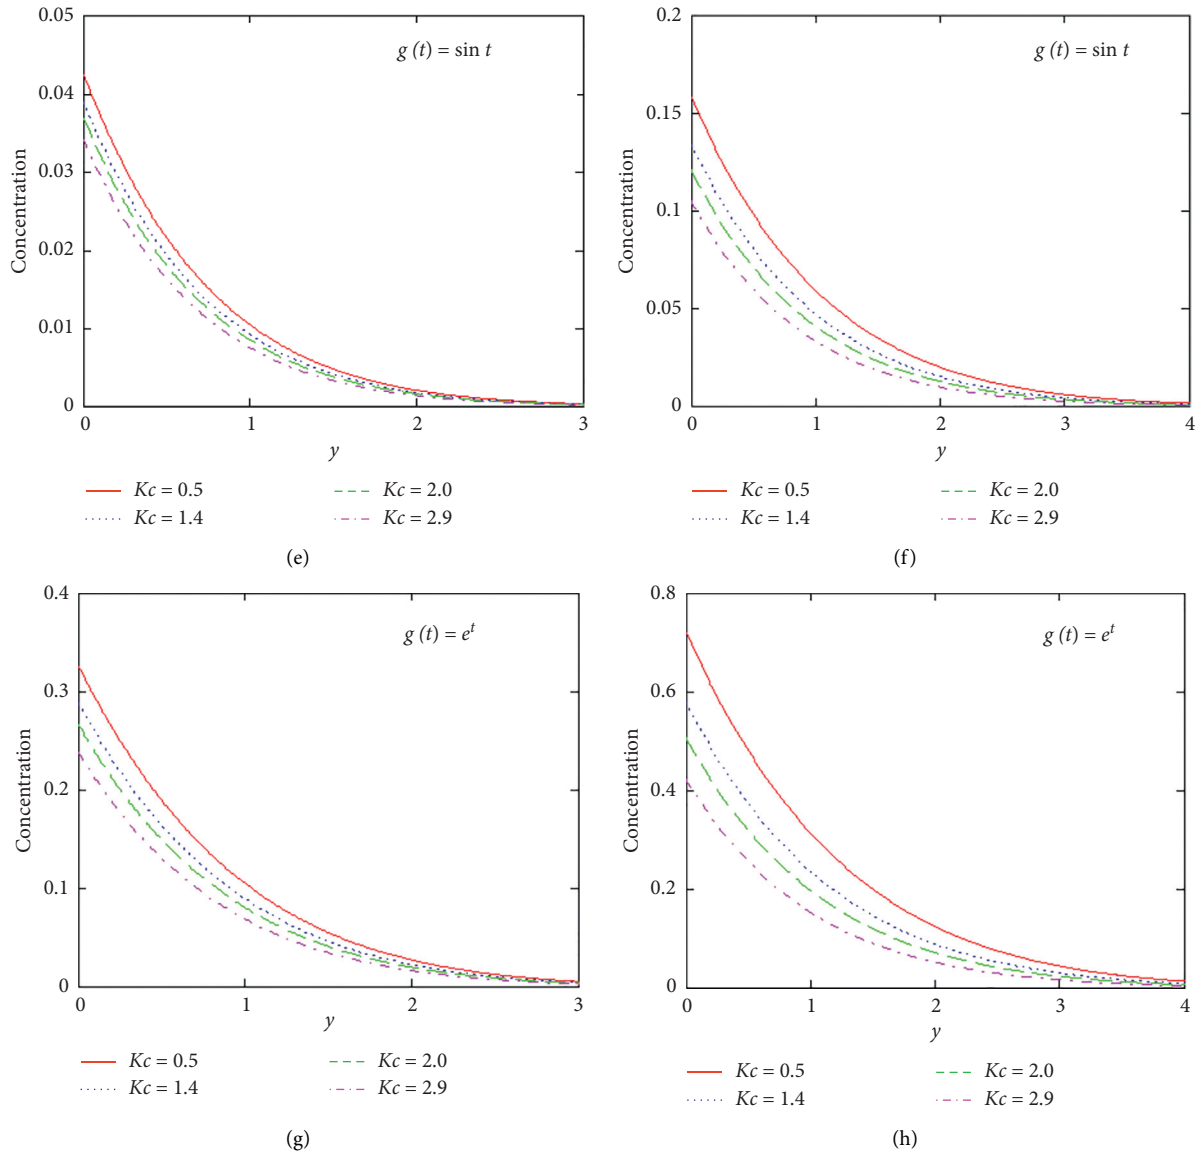 0.05
0.04
0.03
0.02
0.01
0
Concentration
g (t) = sin t
0
1
2
3
y
Kc = 0.5
Kc = 1.4
Kc = 2.0
Kc = 2.9
(e)
0.2
0.15
0.1
0.05
0
Concentration
g (t) = sin t
0
1
2
3
4
y
Kc = 0.5
Kc = 1.4
Kc = 2.0
Kc = 2.9
(f)
0.4
0.3
0.2
0.1
0
Concentration
g (t) = e^t
0
1
2
3
y
Kc = 0.5
Kc = 1.4
Kc = 2.0
Kc = 2.9
(g)
0.8
0.6
0.4
0.2
0
Concentration
g (t) = e^t
0
1
2
3
4
y
Kc = 0.5
Kc = 1.4
Kc = 2.0
Kc = 2.9
(h)